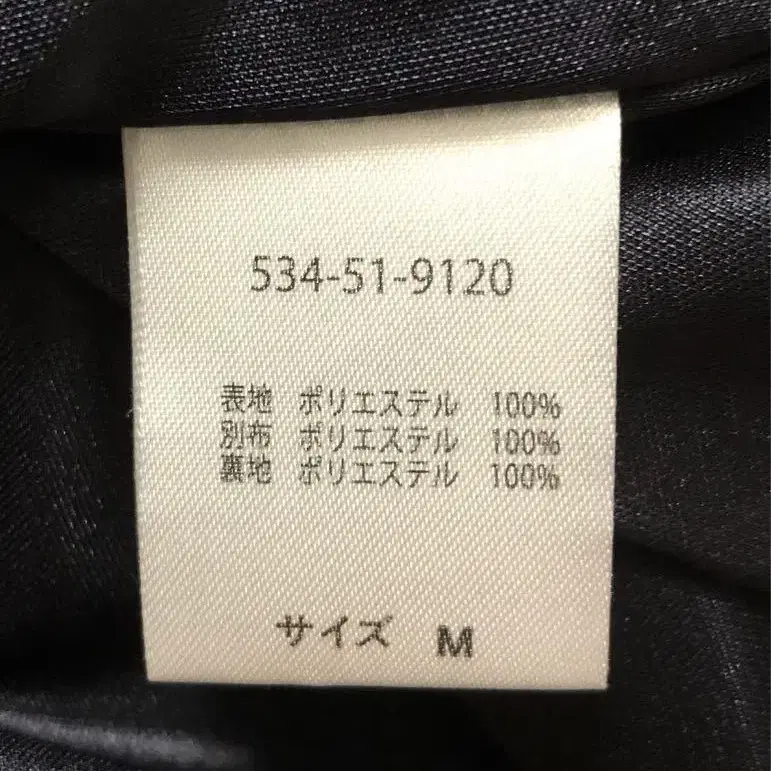 534-51-9120
表地 ポリエステル 100%
別布 ポリエステル 100%
裏地 ポリエステル 100%
サイズ M